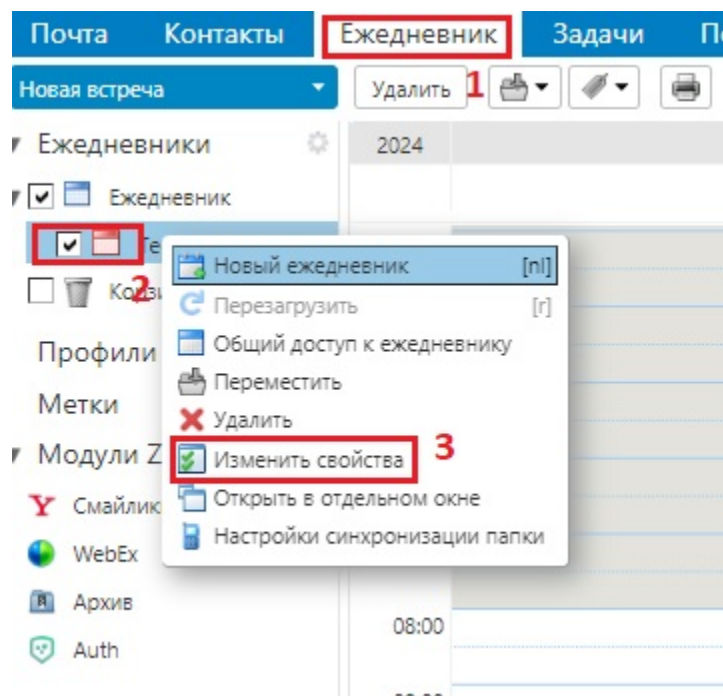 Почта Контакты Ежедневник Задачи
Новая встреча Удалить 1
Ежедневники 2024
Ежедневник
2
Новый ежедневник [nl]
Перезагрузить [r]
Общий доступ к ежедневнику
Профили
Переместить
Метки
Удалить
Модули Z
Изменить свойства 3
Открыть в отдельном окне
Настройки синхронизации папки
WebEx
Архив
08:00
Auth